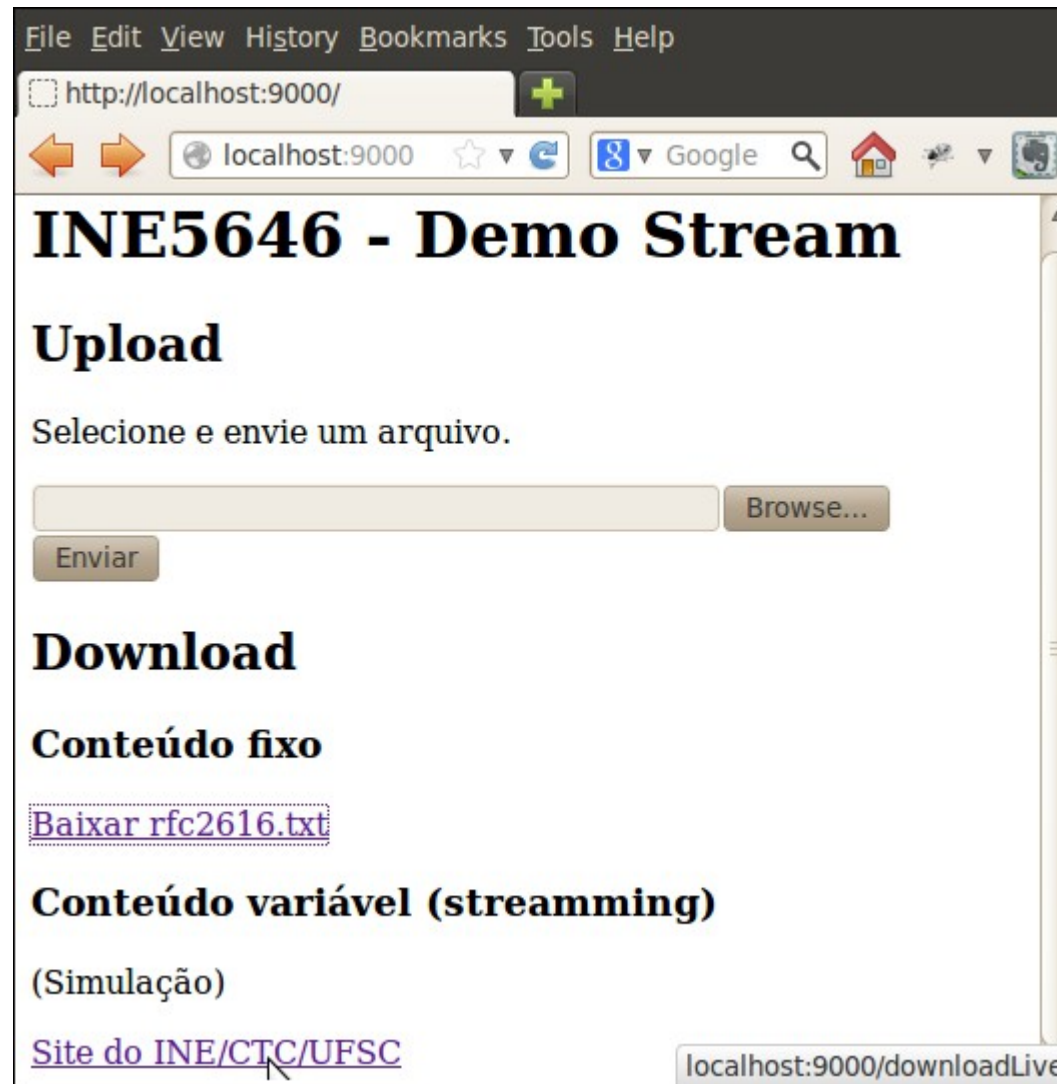 File Edit View History Bookmarks Tools Help
http://localhost:9000/
localhost:9000 Google
INE5646 - Demo Stream
Upload
Selecione e envie um arquivo.
Browse...
Enviar
Download
Conteúdo fixo
Baixar rfc2616.txt
Conteúdo variável (streamming)
(Simulação)
Site do INE/CTC/UFSC
localhost:9000/downloadLive